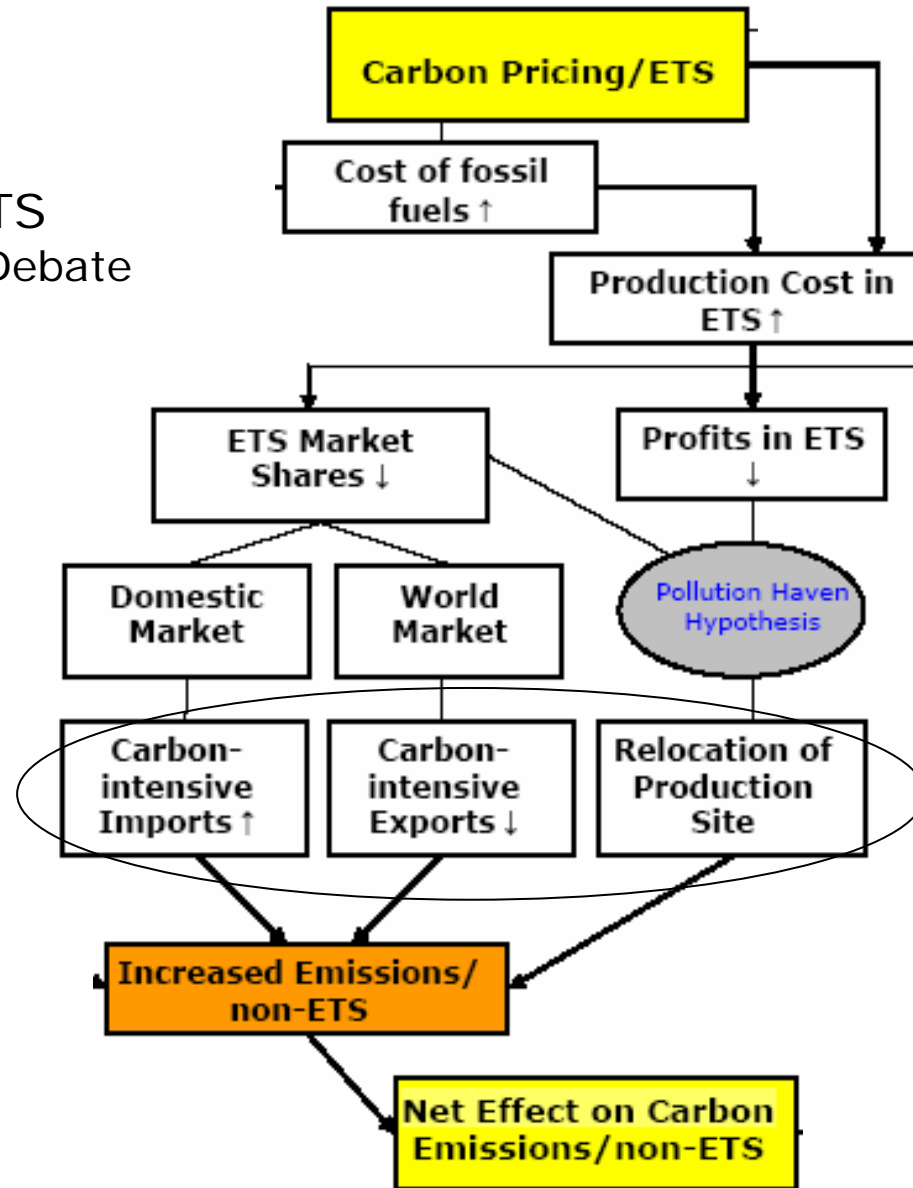 Carbon Pricing/ETS
Cost of fossil
fuels ↑
TS
Debate
Production Cost in
ETS ↑
ETS Market
Shares ↓
Profits in ETS
↓
Domestic
Market
World
Market
Pollution Haven
Hypothesis
Carbon-
intensive
Imports ↑
Carbon-
intensive
Exports ↓
Relocation of
Production
Site
Increased Emissions/
non-ETS
Net Effect on Carbon
Emissions/non-ETS